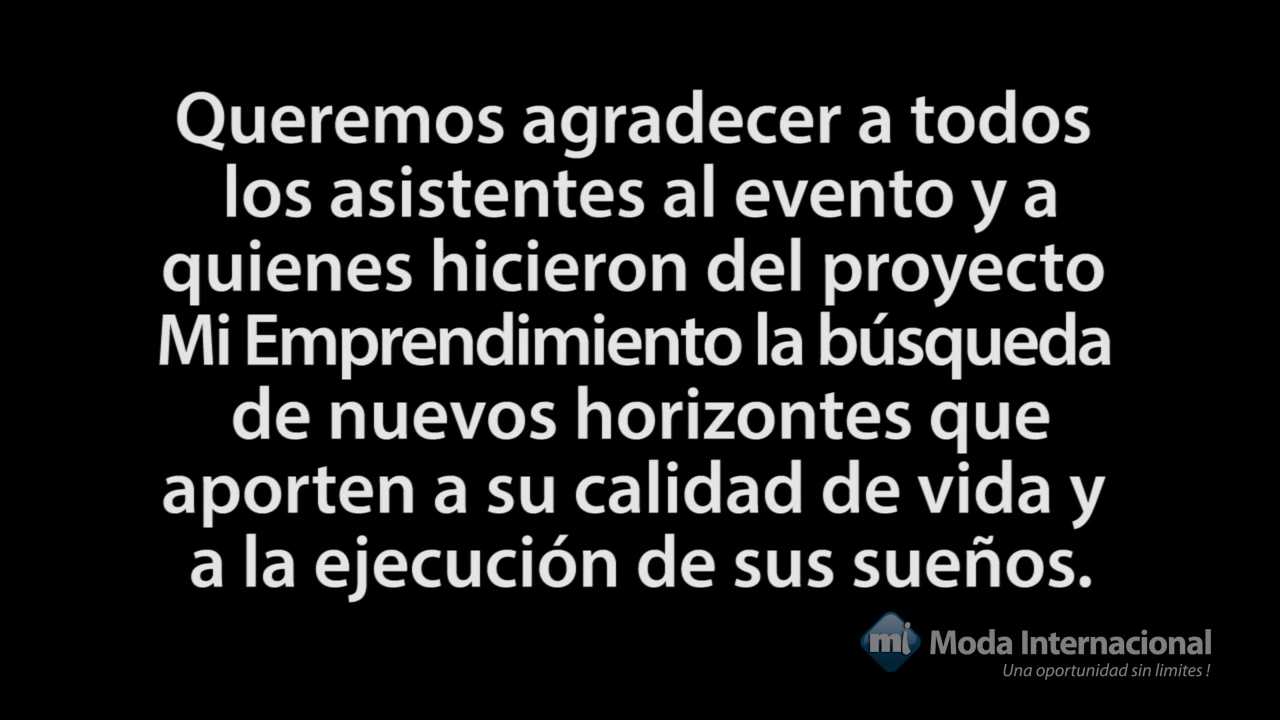 Queremos agradecer a todos
los asistentes al evento y a
quienes hicieron del proyecto
Mi Emprendimiento la búsqueda
de nuevos horizontes que
aporten a su calidad de vida y
a la ejecución de sus sueños.
mi Moda Internacional
Una oportunidad sin limites !